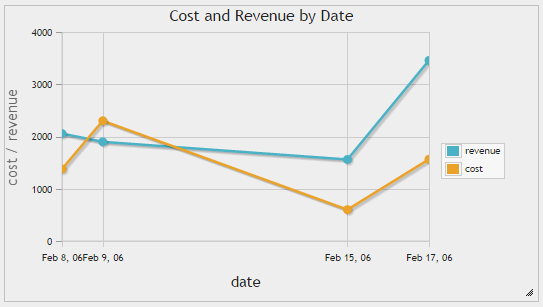 Cost and Revenue by Date
4000
3000
2000
1000
0
cost / revenue
Feb 8, 06
Feb 9, 06
Feb 15, 06
Feb 17, 06
date
revenue
cost